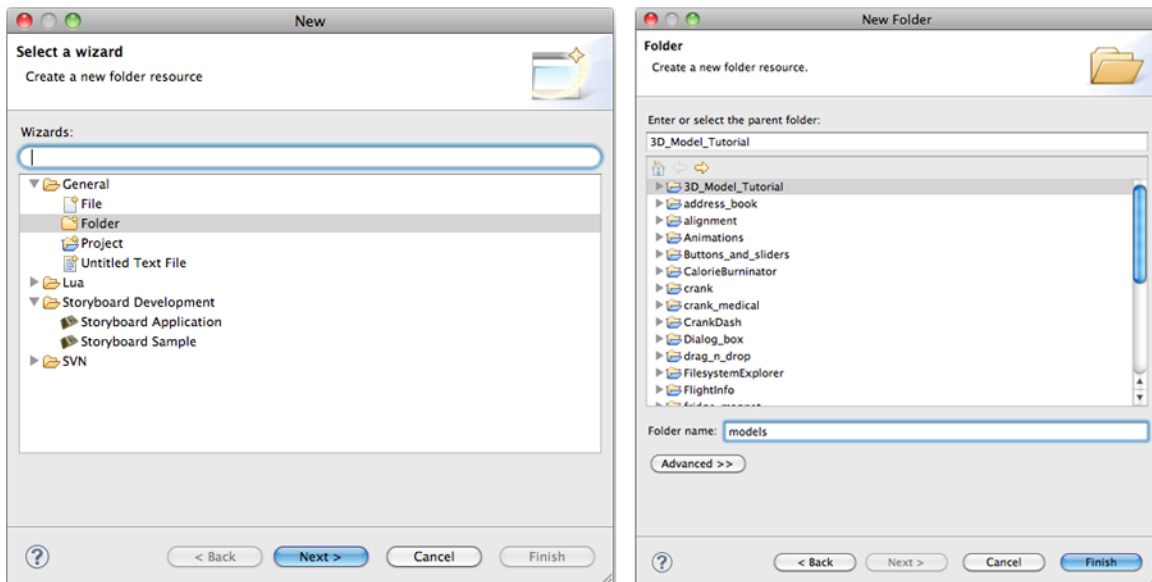 New
Select a wizard
Create a new folder resource
Wizards:
General
File
Folder
Project
Untitled Text File
Lua
Storyboard Development
Storyboard Application
Storyboard Sample
SVN
?
< Back
Next >
Cancel
Finish
New Folder
Folder
Create a new folder resource.
Enter or select the parent folder:
3D_Model_Tutorial
3D_Model_Tutorial
address_book
alignment
Animations
Buttons_and_sliders
CalorieBurninator
crank
crank_medical
CrankDash
Dialog_box
drag_n_drop
FilesystemExplorer
FlightInfo
Folder name: models
Advanced >>
?
< Back
Next >
Cancel
Finish